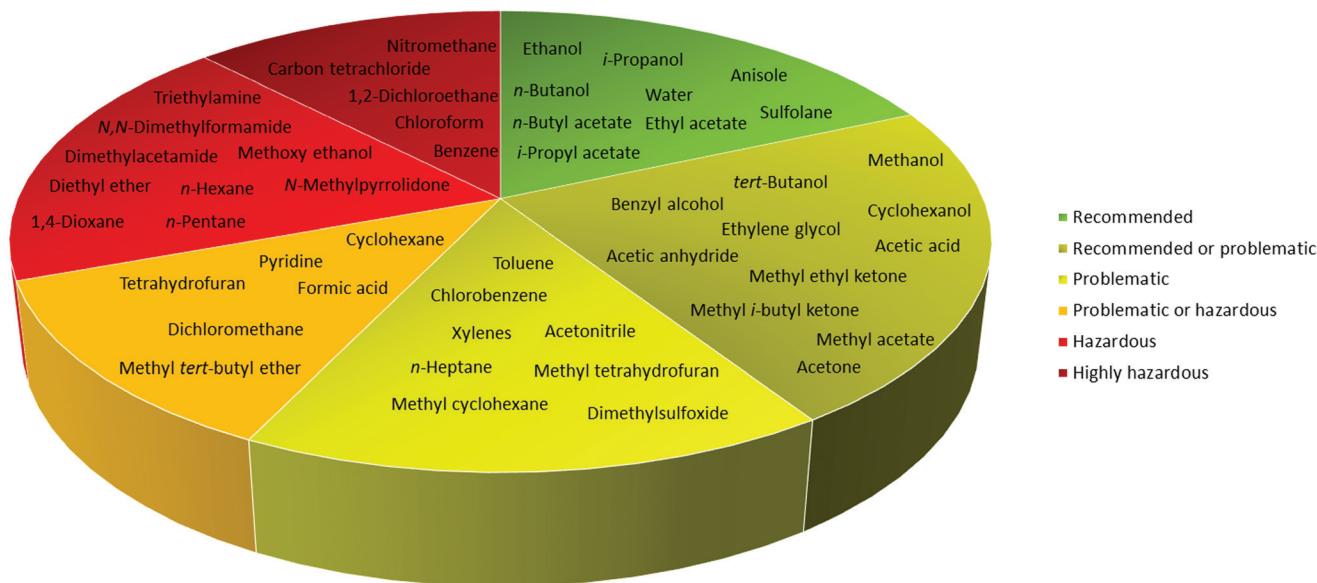 Nitromethane
Carbon tetrachloride
1,2-Dichloroethane
Chloroform
Benzene
Ethanol
i-Propanol
Anisole
n-Butanol
Water
Sulfolane
n-Butyl acetate
Ethyl acetate
i-Propyl acetate
Methanol
tert-Butanol
Benzyl alcohol
Cyclohexanol
Ethylene glycol
Acetic acid
Acetic anhydride
Methyl ethyl ketone
Methyl i-butyl ketone
Methyl acetate
Acetone
Toluene
Chlorobenzene
Xylenes
Acetonitrile
n-Heptane
Methyl tetrahydrofuran
Methyl cyclohexane
Dimethylsulfoxide
Cyclohexane
Pyridine
Tetrahydrofuran
Formic acid
Dichloromethane
Methyl tert-butyl ether
Triethylamine
N,N-Dimethylformamide
Dimethylacetamide
Methoxy ethanol
Diethyl ether
n-Hexane
N-Methylpyrrolidone
1,4-Dioxane
n-Pentane
Recommended
Recommended or problematic
Problematic
Problematic or hazardous
Hazardous
Highly hazardous